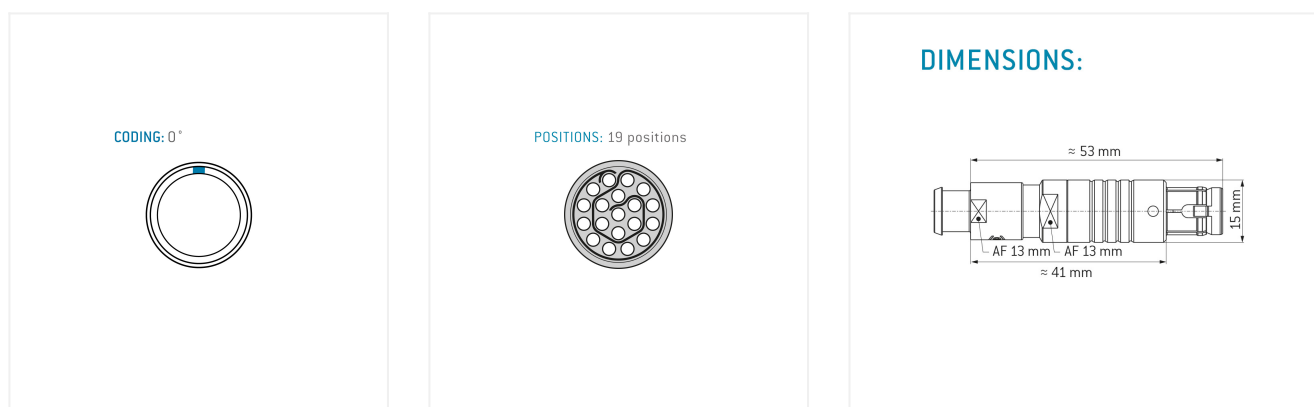 CODING: 0°
POSITIONS: 19 positions
DIMENSIONS:
≈ 53 mm
15 mm
AF 13 mm
AF 13 mm
≈ 41 mm